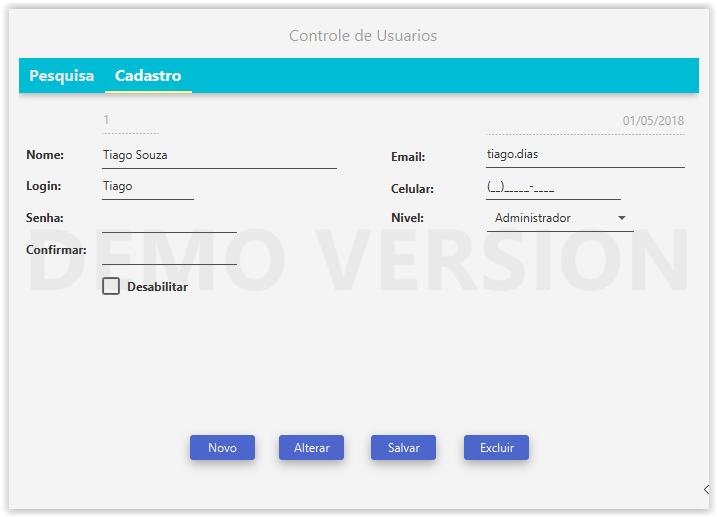 Controle de Usuarios
Pesquisa Cadastro
1 01/05/2018
Nome: Tiago Souza Email: tiago.dias
Login: Tiago Celular: (__)_____-____
Senha: Nivel: Administrador
Confirmar:
DEMO VERSION
Desabilitar
Novo Alterar Salvar Excluir